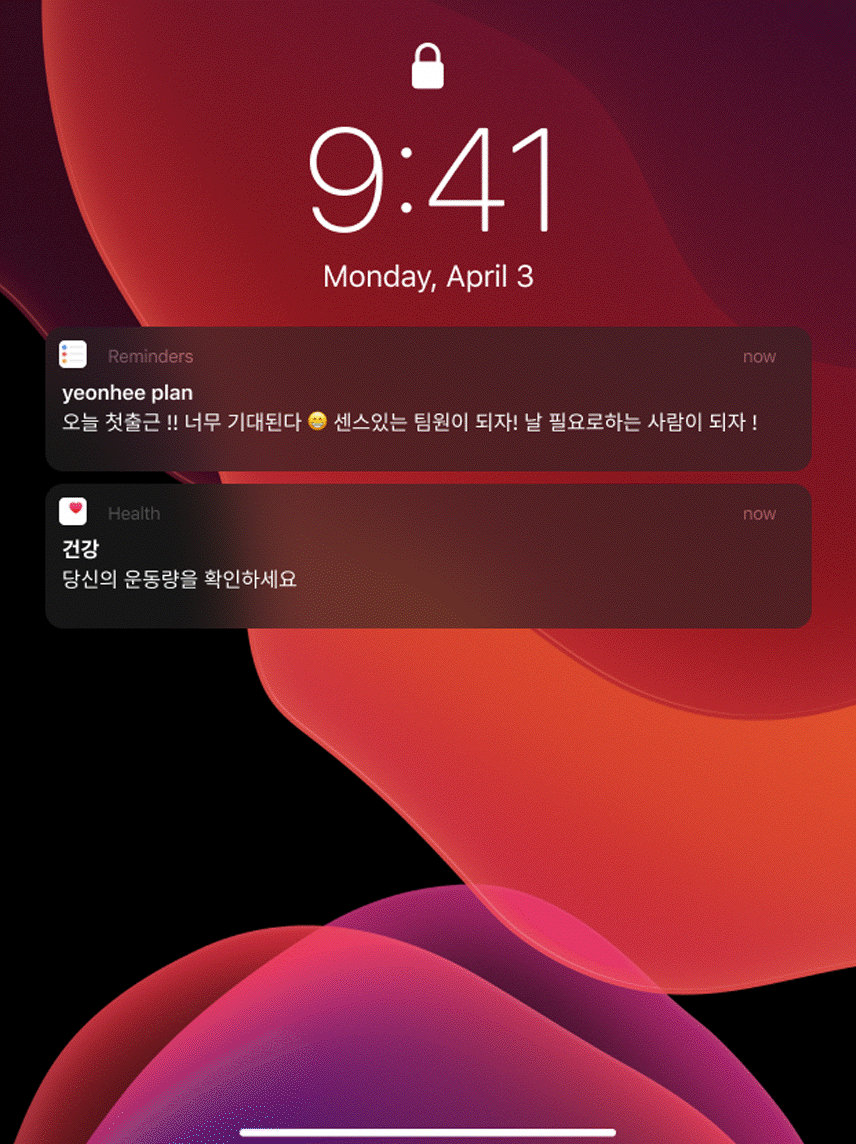 9:41
Monday, April 3
Reminders
now
yeonhee plan
오늘 첫출근 !! 너무 기대된다 😁 센스있는 팀원이 되자! 날 필요로하는 사람이 되자 !
Health
now
건강
당신의 운동량을 확인하세요